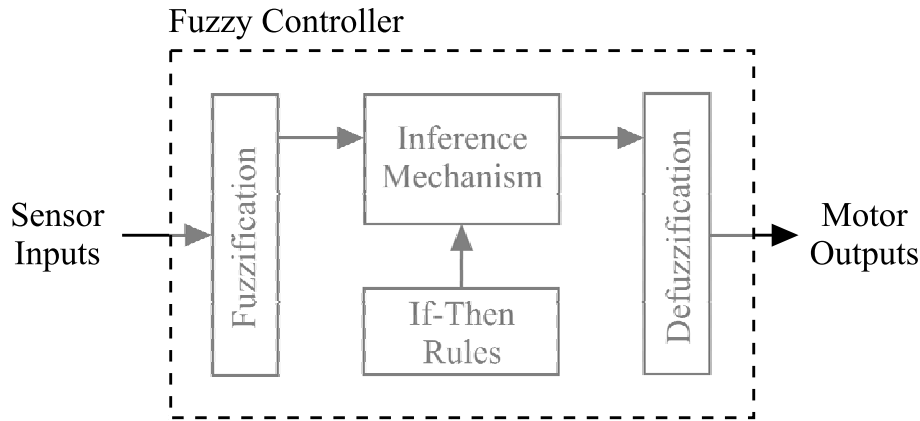 Fuzzy Controller
Sensor
Inputs
Fuzzification
Inference
Mechanism
If-Then
Rules
Defuzzification
Motor
Outputs